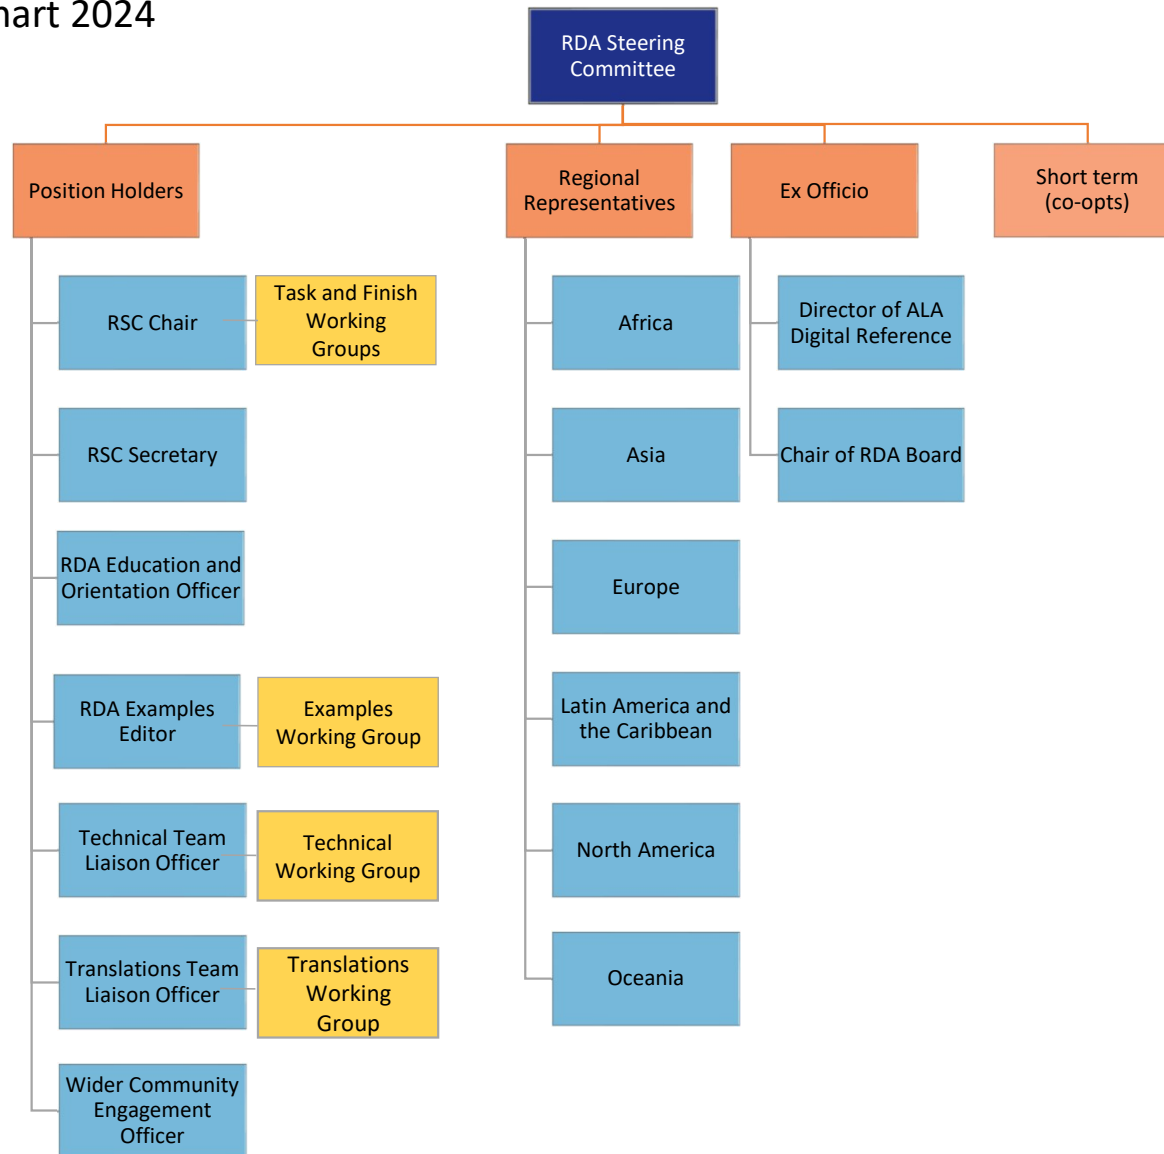 2024
RDA Steering
Committee
Position Holders
Regional
Representatives
Ex Officio
Short term
(co-opts)
RSC Chair
Task and Finish
Working
Groups
Africa
Director of ALA
Digital Reference
RSC Secretary
Asia
Chair of RDA Board
RDA Education and
Orientation Officer
Europe
RDA Examples
Editor
Examples
Working Group
Latin America and
the Caribbean
Technical Team
Liaison Officer
Technical
Working Group
North America
Translations Team
Liaison Officer
Translations
Working
Group
Oceania
Wider Community
Engagement
Officer